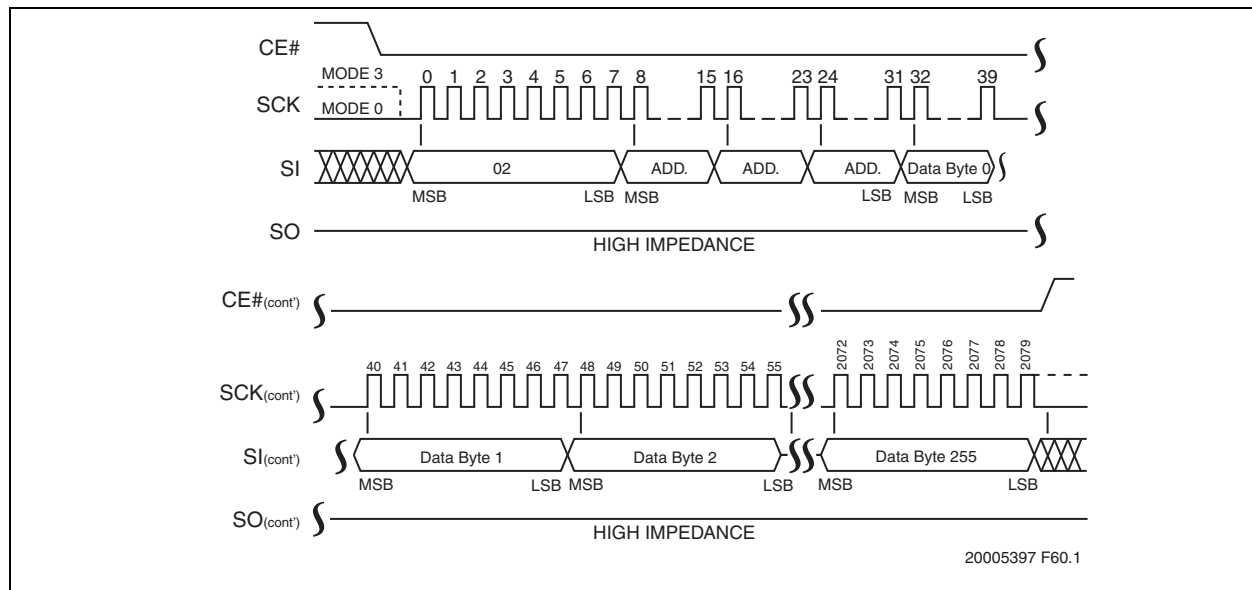 CE#
MODE 3
0 1 2 3 4 5 6 7 8 15 16 23 24 31 32 39
SCK
MODE 0
SI
02 ADD. ADD. ADD. Data Byte 0
MSB LSB MSB LSB MSB LSB
SO
HIGH IMPEDANCE
CE#(cont')
40 41 42 43 44 45 46 47 48 49 50 51 52 53 54 55 2072 2073 2074 2075 2076 2077 2078 2079
SCK(cont')
SI(cont')
Data Byte 1 Data Byte 2 Data Byte 255
MSB LSB MSB LSB MSB LSB
SO(cont')
HIGH IMPEDANCE
20005397 F60.1